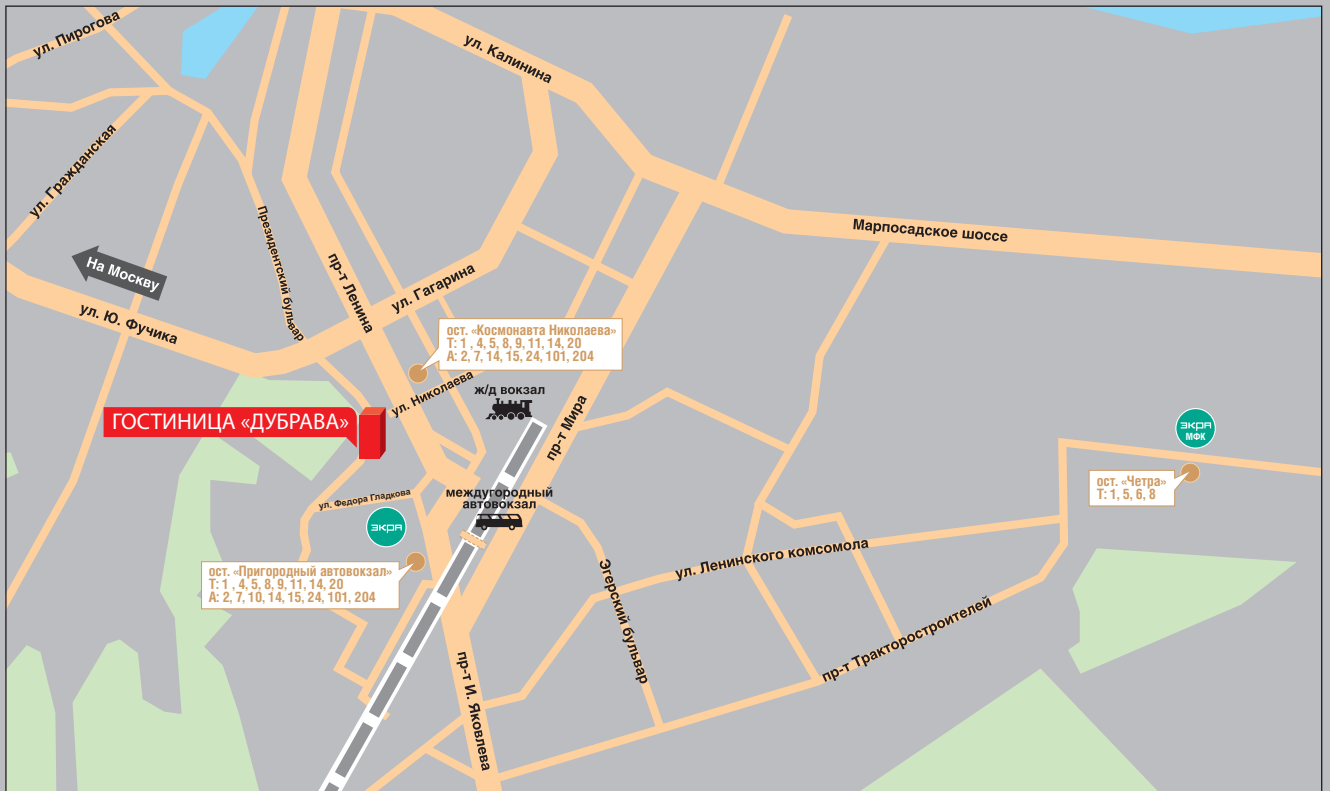 ул. Пирогова
ул. Калинина
ул. Гражданская
Марпосадское шоссе
Президентский бульвар
На Москву
пр-т Ленина
ул. Гагарина
ул. Ю. Фучика
ост. «Космонавта Николаева»
Т: 1 , 4, 5, 8, 9, 11, 14, 20
А: 2, 7, 14, 15, 24, 101, 204
ул. Николаева
ж/д вокзал
пр-т Мира
ГОСТИНИЦА «ДУБРАВА»
экра
МФК
ост. «Четра»
Т: 1, 5, 6, 8
ул. Федора Гладкова
междугородный
автовокзал
экра
ул. Ленинского комсомола
Эгерский бульвар
ост. «Пригородный автовокзал»
Т: 1 , 4, 5, 8, 9, 11, 14, 20
А: 2, 7, 10, 14, 15, 24, 101, 204
пр-т Тракторостроителей
пр-т И. Яковлева